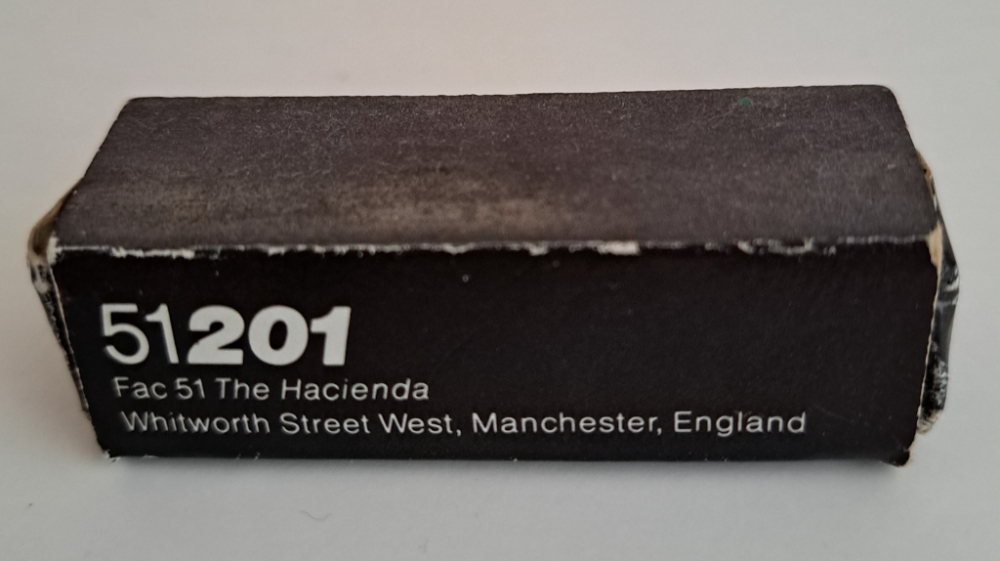 51201
Fac 51 The Hacienda
Whitworth Street West, Manchester, England